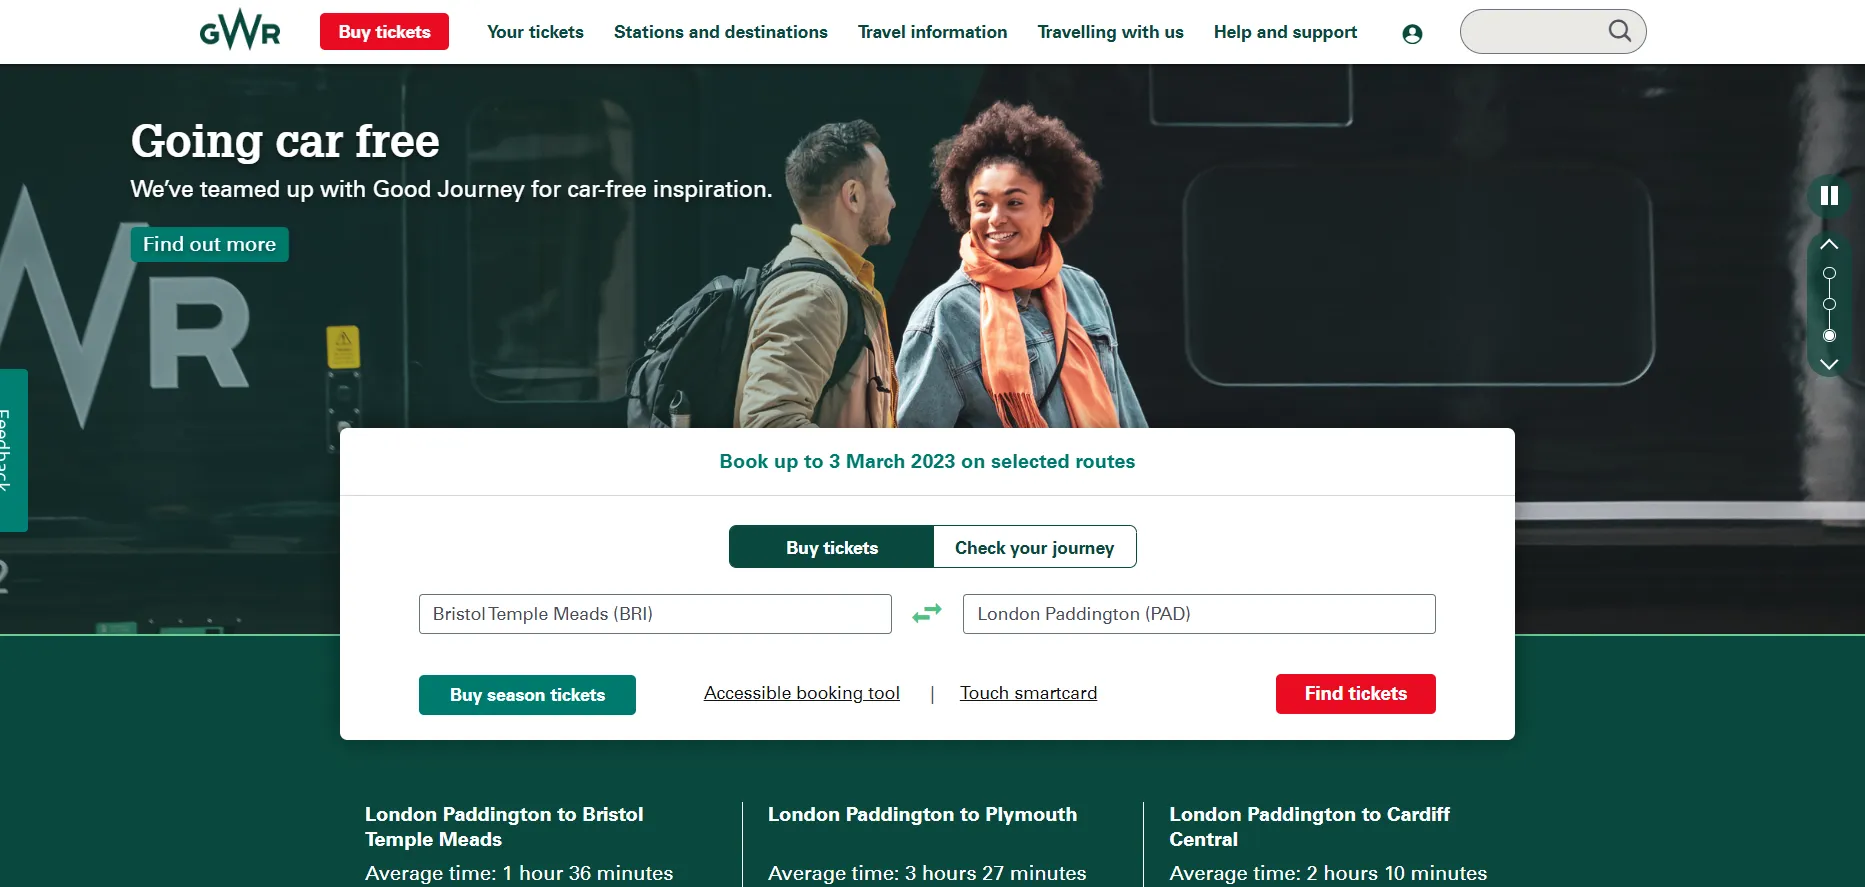 GWR
Buy tickets
Your tickets
Stations and destinations
Travel information
Travelling with us
Help and support
Going car free
We've teamed up with Good Journey for car-free inspiration.
Find out more
WR
Feedback
2
Book up to 3 March 2023 on selected routes
Buy tickets
Check your journey
Bristol Temple Meads (BRI)
London Paddington (PAD)
Buy season tickets
Accessible booking tool
|
Touch smartcard
Find tickets
London Paddington to Bristol
Temple Meads
Average time: 1 hour 36 minutes
London Paddington to Plymouth
Average time: 3 hours 27 minutes
London Paddington to Cardiff
Central
Average time: 2 hours 10 minutes